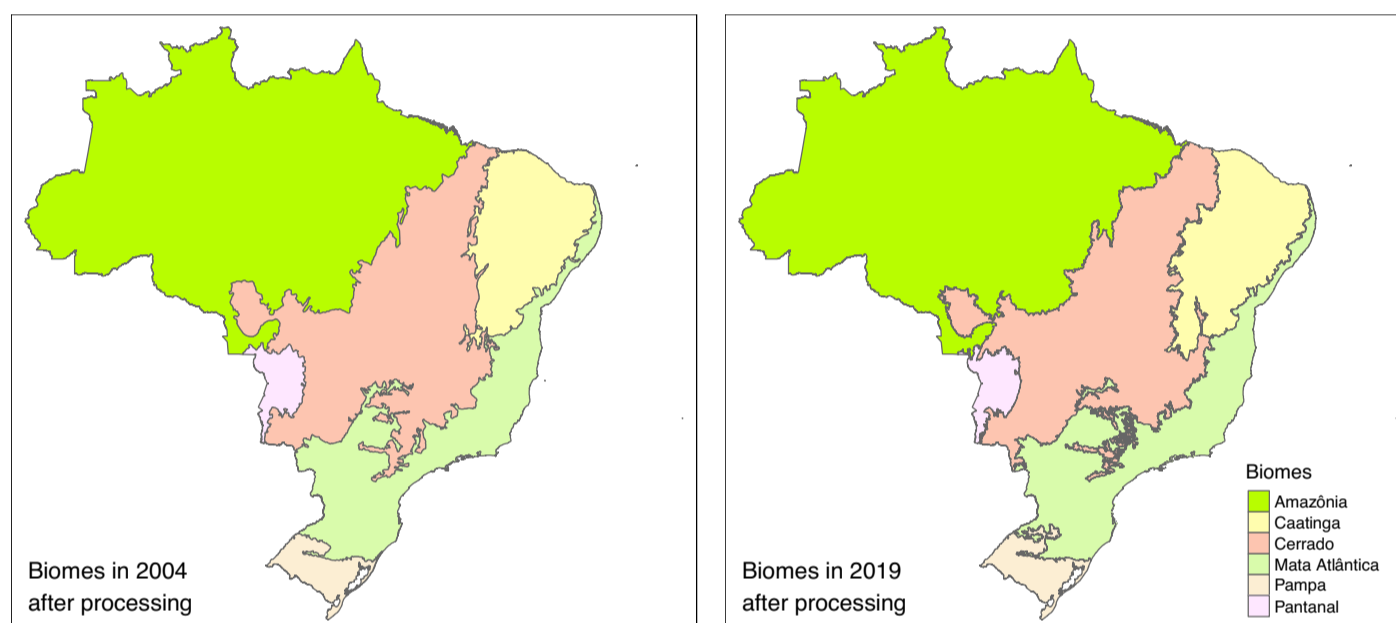 Biomes in 2004
after processing
Biomes in 2019
after processing
Biomes
Amazônia
Caatinga
Cerrado
Mata Atlântica
Pampa
Pantanal